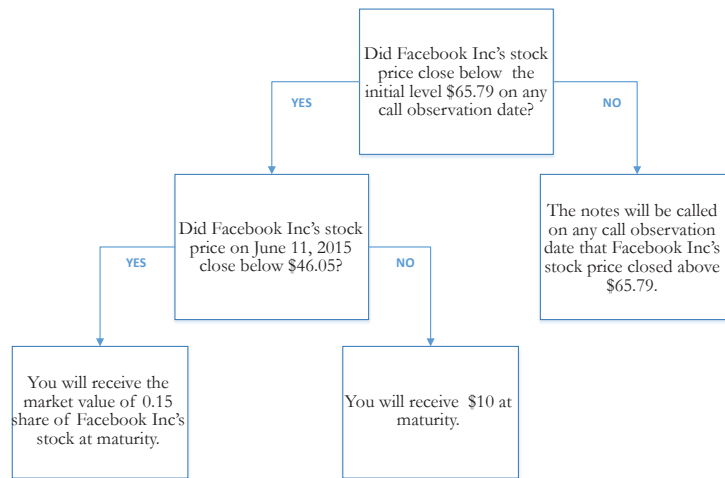 Did Facebook Inc's stock
price close below the
initial level $65.79 on any
call observation date?
YES
NO
Did Facebook Inc's stock
price on June 11, 2015
close below $46.05?
The notes will be called
on any call observation
date that Facebook Inc's
stock price closed above
$65.79.
YES
NO
You will receive the
market value of 0.15
share of Facebook Inc's
stock at maturity.
You will receive $10 at
maturity.